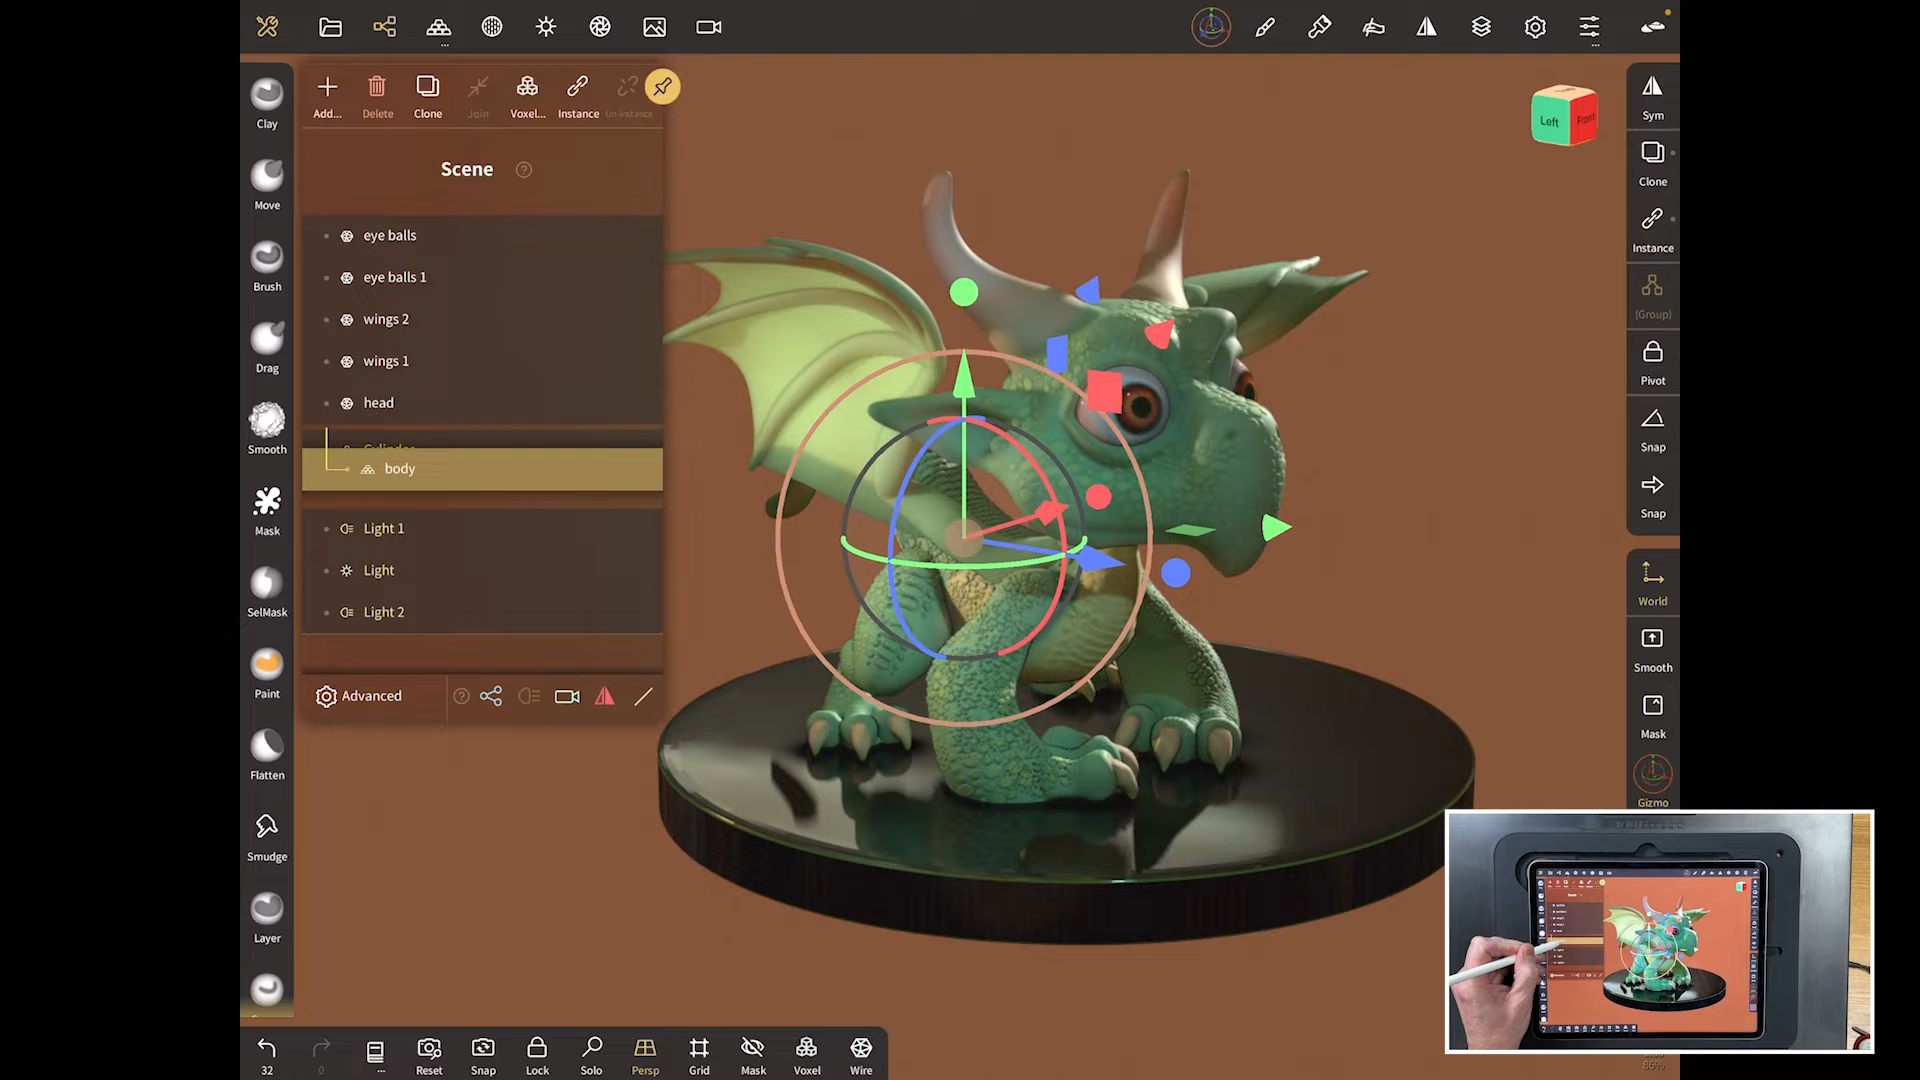 Add...
Delete
Clone
Join
Voxel...
Instance
Un-instance
Scene
eye balls
eye balls 1
wings 2
wings 1
head
Cylinder
body
Light 1
Light
Light 2
Advanced
Clay
Move
Brush
Drag
Smooth
Mask
SelMask
Paint
Flatten
Smudge
Layer
Left
Front
Sym
Clone
Instance
(Group)
Pivot
Snap
Snap
World
Smooth
Mask
Gizmo
32
0
...
Reset
Snap
Lock
Solo
Persp
Grid
Mask
Voxel
Wire
86%